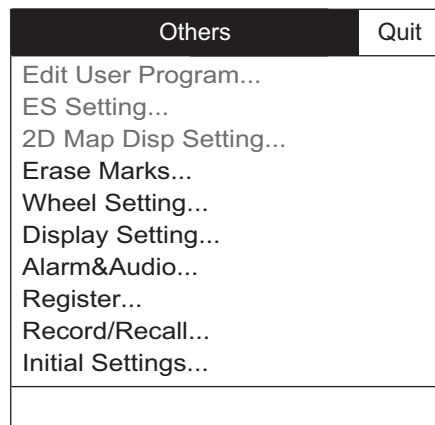 Others Quit
Edit User Program...
ES Setting...
2D Map Disp Setting...
Erase Marks...
Wheel Setting...
Display Setting...
Alarm&Audio...
Register...
Record/Recall...
Initial Settings...